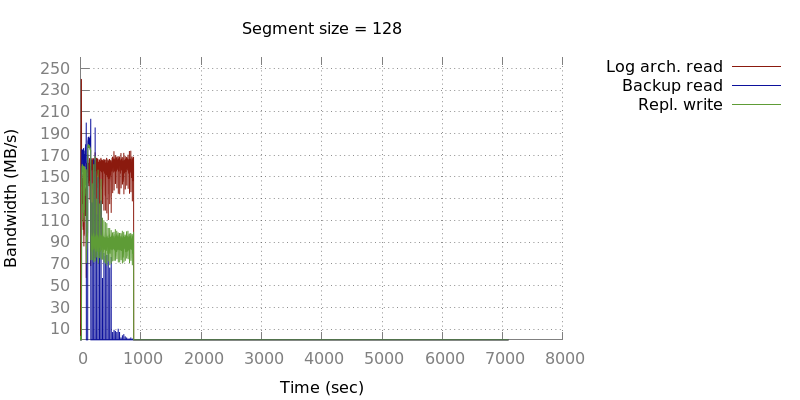 Segment size = 128
Log arch. read
Backup read
Repl. write
Bandwidth (MB/s)
250
230
210
190
170
150
130
110
90
70
50
30
10
0 1000 2000 3000 4000 5000 6000 7000 8000
Time (sec)